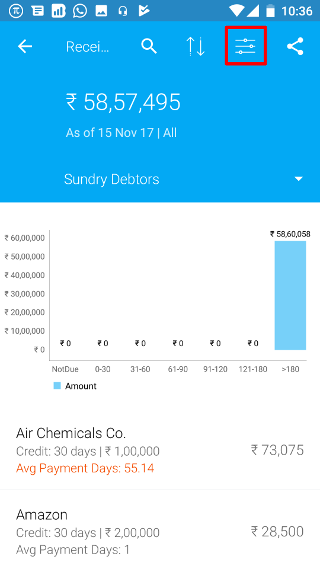 10:36
Recei...
₹ 58,57,495
As of 15 Nov 17 | All
Sundry Debtors
₹ 58,60,058
₹ 60,00,000
₹ 50,00,000
₹ 40,00,000
₹ 30,00,000
₹ 20,00,000
₹ 10,00,000
₹ 0
₹ 0 ₹ 0 ₹ 0 ₹ 0 ₹ 0 ₹ 0
NotDue 0-30 31-60 61-90 91-120 121-180 >180
Amount
Air Chemicals Co.
Credit: 30 days | ₹ 1,00,000
₹ 73,075
Avg Payment Days: 55.14
Amazon
Credit: 30 days | ₹ 2,00,000
₹ 28,500
Avg Payment Days: 1